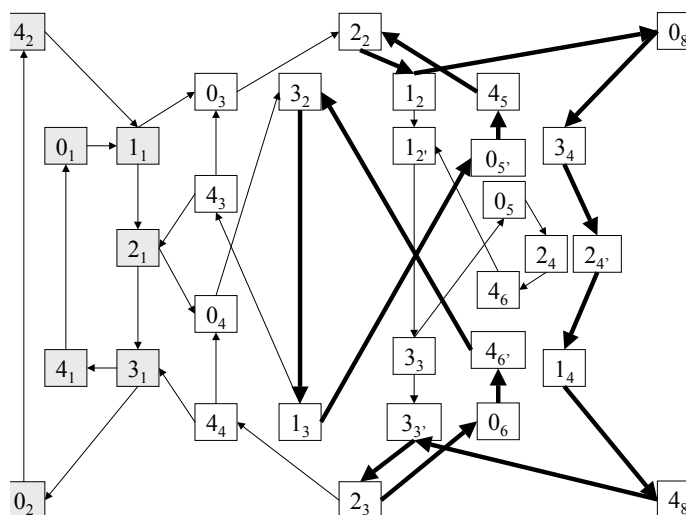 4₂ 2₂ 0₈
0₃ 3₂ 1₂ 4₅
0₁ 1₁ 1₂' 0₅' 3₄
4₃ 0₅
2₁ 2₄ 2₄'
0₄ 4₆
4₁ 3₁ 3₃ 4₆' 1₄
4₄ 1₃ 3₃' 0₆
0₂ 2₃ 4₈